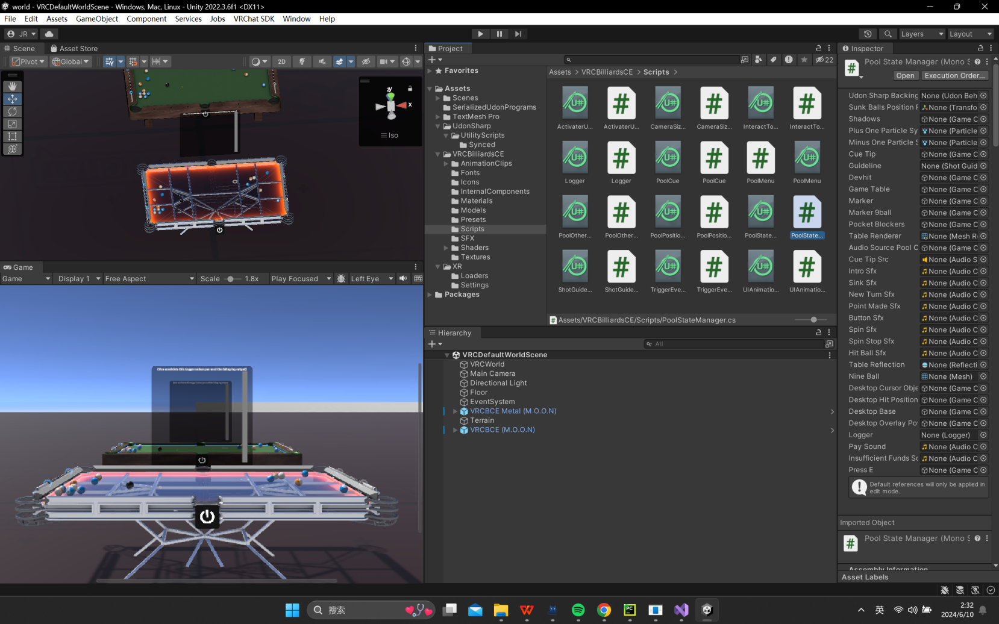 world - VRCDefaultWorldScene - Windows, Mac, Linux - Unity 2022.3.6f1 <DX11>
File Edit Assets GameObject Component Services Jobs VRChat SDK Window Help
JR
Layers
Layout
Scene
Asset Store
Pivot
Global
2D
y
x
Iso
Game
Game
Display 1
Free Aspect
Scale
1.8x
Play Focused
Left Eye
Project
22
Favorites
Assets
Scenes
SerializedUdonPrograms
TextMesh Pro
UdonSharp
UtilityScripts
Synced
VRCBilliardsCE
AnimationClips
Fonts
Icons
InternalComponents
Materials
Models
Presets
Scripts
SFX
Shaders
Textures
XR
Loaders
Settings
Packages
Assets > VRCBilliardsCE > Scripts >
ActivaterU... ActivaterU... CameraSiz... CameraSiz... InteractTo... InteractTo...
Logger Logger PoolCue PoolCue PoolMenu PoolMenu
PoolOther... PoolOther... PoolPositio... PoolPositio... PoolState... PoolState...
ShotGuide... ShotGuide... TriggerEve... TriggerEve... UIAnimatio... UIAnimatio...
Assets/VRCBilliardsCE/Scripts/PoolStateManager.cs
Hierarchy
All
VRCDefaultWorldScene
VRCWorld
Main Camera
Directional Light
Floor
EventSystem
VRCBCE Metal (M.O.O.N)
Terrain
VRCBCE (M.O.O.N)
Inspector
Pool State Manager (Mono S
Open
Execution Order...
Udon Sharp Backing None (Udon Beh
Sunk Balls Position F None (Transfo
Shadows None (Game C
Plus One Particle Sy None (Particle
Minus One Particle S None (Particle
Cue Tip None (Game C
Guideline None (Shot Guid
Devhit None (Game C
Game Table None (Game C
Marker None (Game C
Marker 9ball None (Game C
Pocket Blockers None (Game C
Table Renderer None (Mesh R
Audio Source Pool C None (Game C
Cue Tip Src None (Audio S
Intro Sfx None (Audio C
Sink Sfx None (Audio C
New Turn Sfx None (Audio C
Point Made Sfx None (Audio C
Button Sfx None (Audio C
Spin Sfx None (Audio C
Spin Stop Sfx None (Audio C
Hit Ball Sfx None (Audio C
Table Reflection None (Reflecti
Nine Ball None (Mesh)
Desktop Cursor Obje None (Game C
Desktop Hit Position None (Game C
Desktop Base None (Game C
Desktop Overlay Po None (Game C
Logger None (Logger)
Pay Sound None (Audio C
Insufficient Funds So None (Audio C
Press E None (Game C
Default references will only be applied in
edit mode.
Imported Object
Pool State Manager (Mono S
Assembly Information
Asset Labels
搜索
英
2:32
2024/6/10